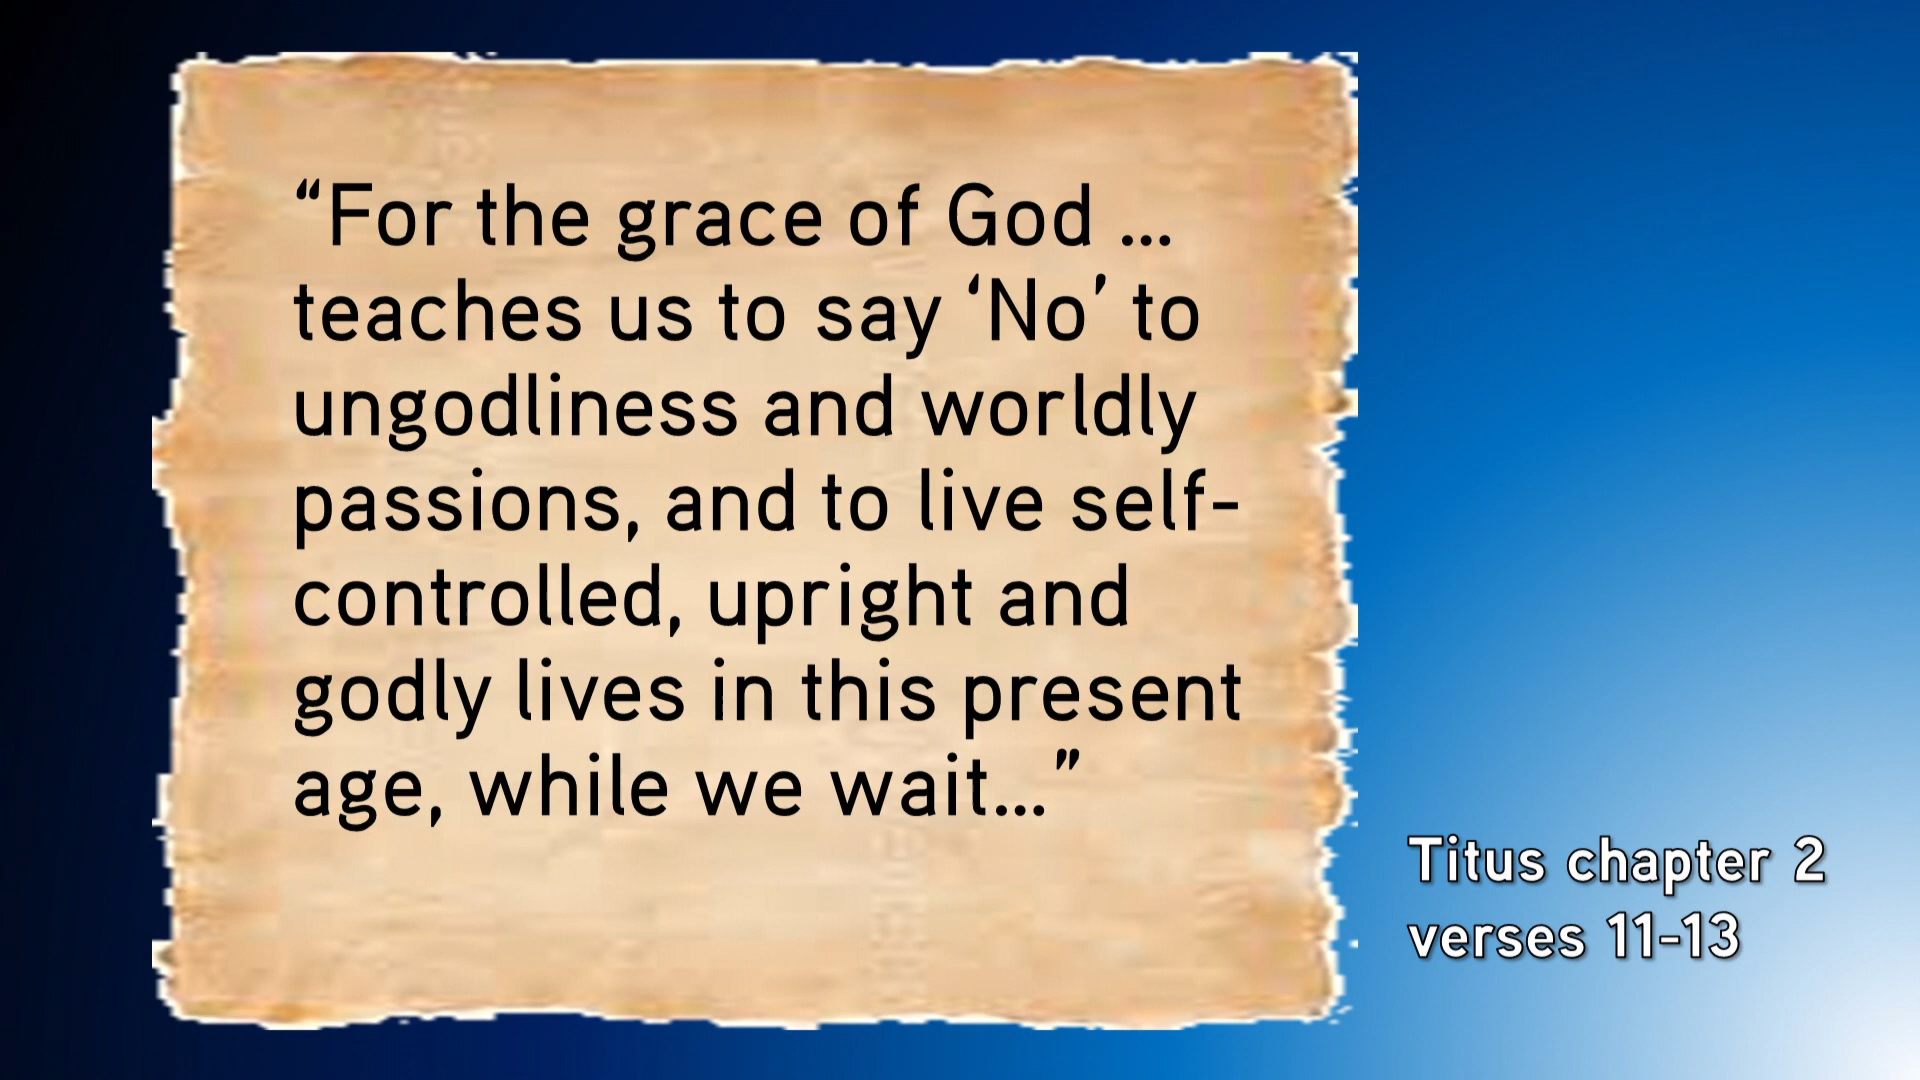 “For the grace of God ...
teaches us to say ‘No’ to
ungodliness and worldly
passions, and to live self-
controlled, upright and
godly lives in this present
age, while we wait...”
Titus chapter 2
verses 11-13